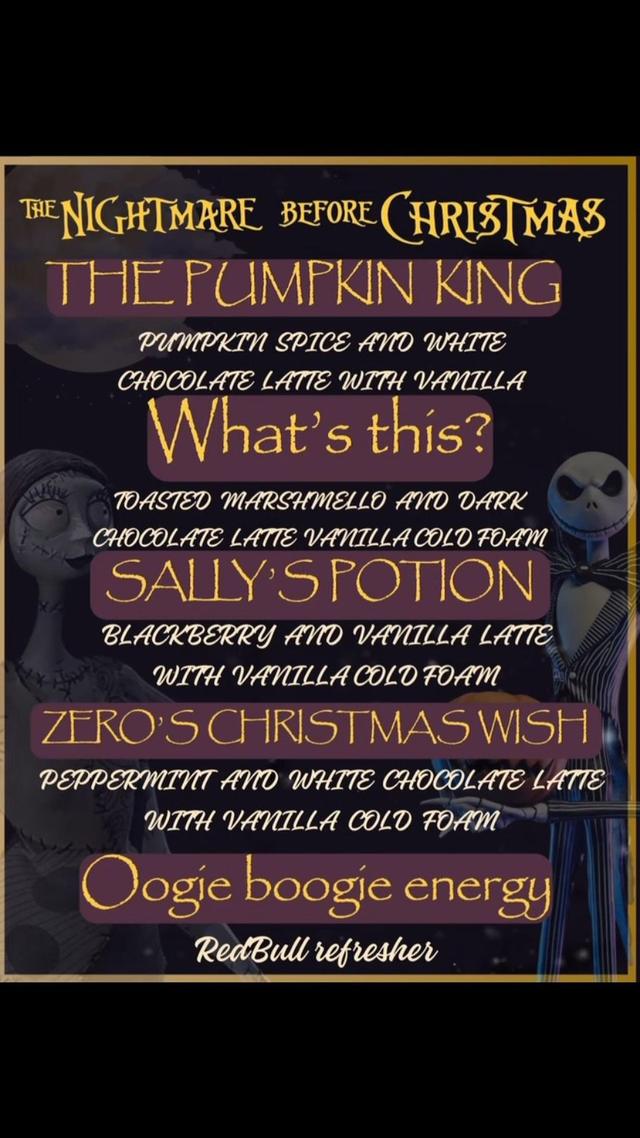 THE NIGHTMARE BEFORE CHRISTMAS
THE PUMPKIN KING
PUMPKIN SPICE AND WHITE
CHOCOLATE LATTE WITH VANILLA
What's this?
TOASTED MARSHMELLO AND DARK
CHOCOLATE LATTE VANILLA COLD FOAM
SALLY'S POTION
BLACKBERRY AND VANILLA LATTE
WITH VANILLA COLD FOAM
ZERO'S CHRISTMAS WISH
PEPPERMINT AND WHITE CHOCOLATE LATTE
WITH VANILLA COLD FOAM
Oogie boogie energy
RedBull refresher